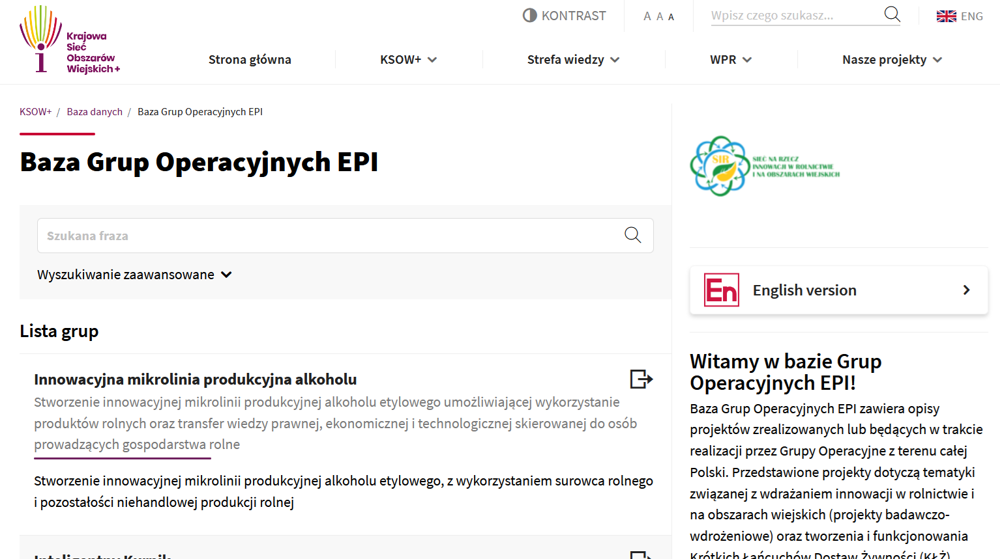 Krajowa
Sieć
Obszarów
Wiejskich +
KONTRAST
A A A
Wpisz czego szukasz...
ENG
Strona główna
KSOW+
Strefa wiedzy
WPR
Nasze projekty
KSOW+ / Baza danych / Baza Grup Operacyjnych EPI
Baza Grup Operacyjnych EPI
Szukana fraza
Wyszukiwanie zaawansowane
Lista grup
Innowacyjna mikrolinia produkcyjna alkoholu
Stworzenie innowacyjnej mikrolinii produkcyjnej alkoholu etylowego umożliwiającej wykorzystanie
produktów rolnych oraz transfer wiedzy prawnej, ekonomicznej i technologicznej skierowanej do osób
prowadzących gospodarstwa rolne
Stworzenie innowacyjnej mikrolinii produkcyjnej alkoholu etylowego, z wykorzystaniem surowca rolnego
i pozostałości niehandlowej produkcji rolnej
Inteligentny Kurnik
SIR
SIEĆ NA RZECZ
INNOWACJI W ROLNICTWIE
I NA OBSZARACH WIEJSKICH
En
English version
Witamy w bazie Grup
Operacyjnych EPI!
Baza Grup Operacyjnych EPI zawiera opisy
projektów zrealizowanych lub będących w trakcie
realizacji przez Grupy Operacyjne z terenu całej
Polski. Przedstawione projekty dotyczą tematyki
związanej z wdrażaniem innowacji w rolnictwie i
na obszarach wiejskich (projekty badawczo-
wdrożeniowe) oraz tworzenia i funkcjonowania
Krótkich Łańcuchów Dostaw Żywności (KŁŻ)